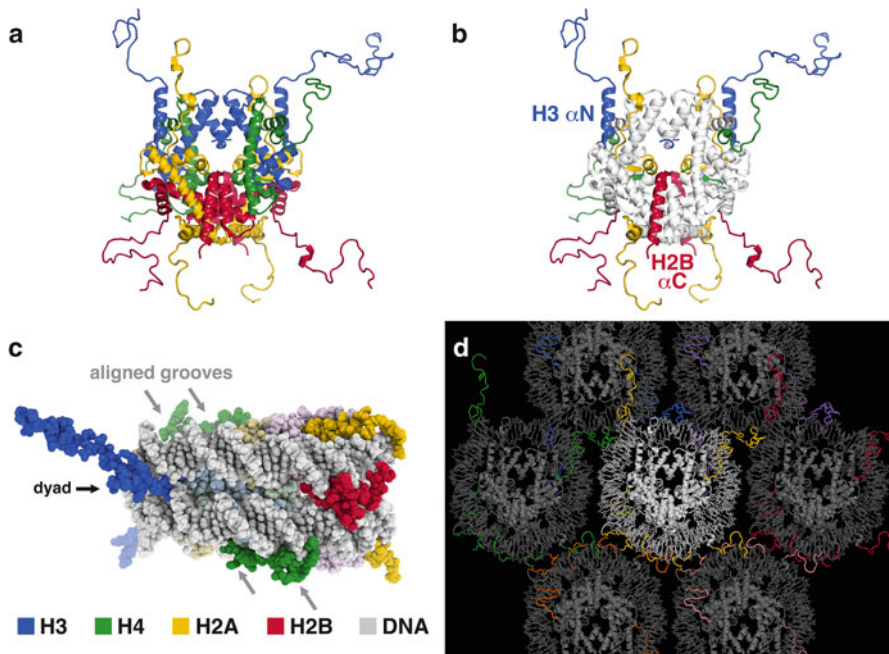 a
b
H3 αN
H2B
αC
c
aligned grooves
dyad
H3
H4
H2A
H2B
DNA
d